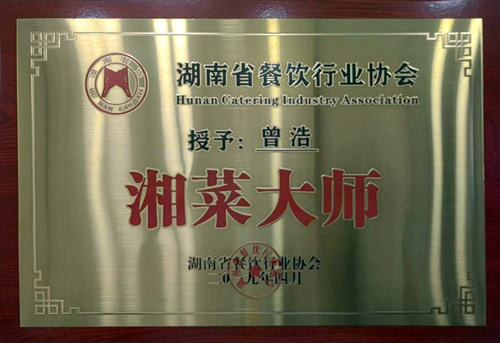 湖南省餐饮行业协会
Hunan Catering Industry Association
授予：曾浩
湘菜大师
湖南省餐饮行业协会
二〇一九年四月